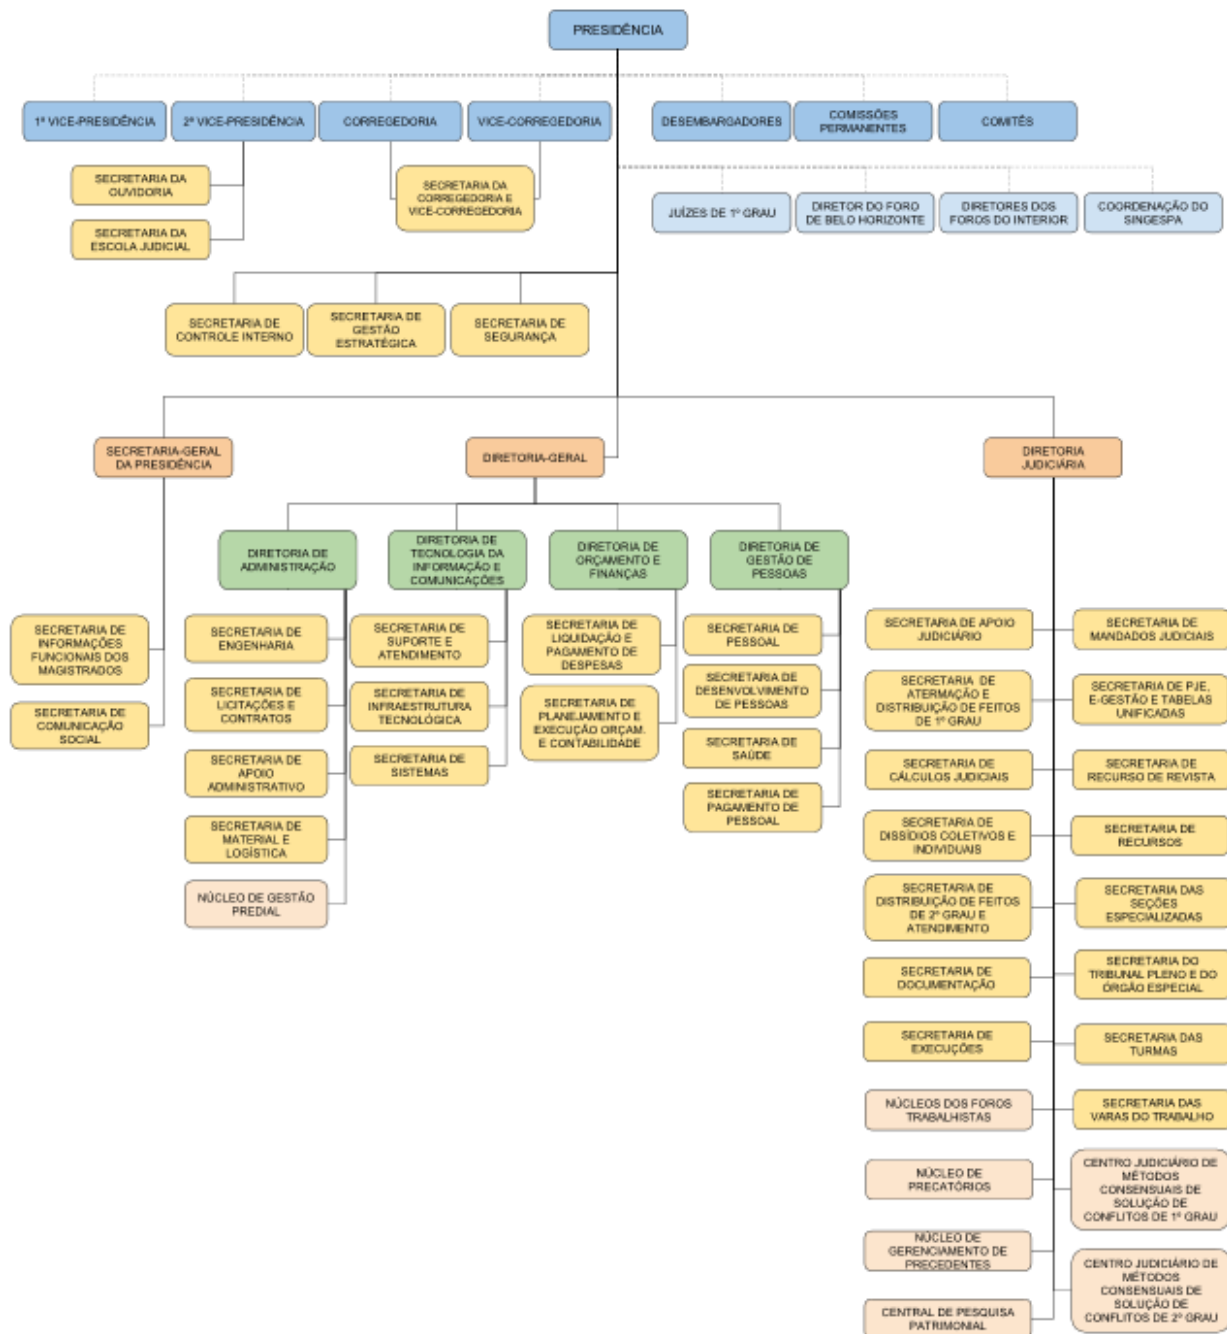 PRESIDÊNCIA
1ª VICE-PRESIDÊNCIA
2ª VICE-PRESIDÊNCIA
CORREGEDORIA
VICE-CORREGEDORIA
DESEMBARGADORES
COMISSÕES
PERMANENTES
COMITÊS
SECRETARIA DA
OUVIDORIA
SECRETARIA DA
CORREGEDORIA E
VICE-CORREGEDORIA
SECRETARIA DA
ESCOLA JUDICIAL
JUÍZES DE 1º GRAU
DIRETOR DO FORO
DE BELO HORIZONTE
DIRETORES DOS
FOROS DO INTERIOR
COORDENAÇÃO DO
SINGESPA
SECRETARIA DE
CONTROLE INTERNO
SECRETARIA DE
GESTÃO
ESTRATÉGICA
SECRETARIA DE
SEGURANÇA
SECRETARIA-GERAL
DA PRESIDÊNCIA
DIRETORIA-GERAL
DIRETORIA
JUDICIÁRIA
DIRETORIA DE
ADMINISTRAÇÃO
DIRETORIA DE
TECNOLOGIA DA
INFORMAÇÃO E
COMUNICAÇÕES
DIRETORIA DE
ORÇAMENTO E
FINANÇAS
DIRETORIA DE
GESTÃO DE
PESSOAS
SECRETARIA DE
INFORMAÇÕES
FUNCIONAIS DOS
MAGISTRADOS
SECRETARIA DE
COMUNICAÇÃO
SOCIAL
SECRETARIA DE
ENGENHARIA
SECRETARIA DE
LICITAÇÕES E
CONTRATOS
SECRETARIA DE
APOIO
ADMINISTRATIVO
SECRETARIA DE
MATERIAL E
LOGÍSTICA
NÚCLEO DE GESTÃO
PREDIAL
SECRETARIA DE
SUPORTE E
ATENDIMENTO
SECRETARIA DE
INFRAESTRUTURA
TECNOLÓGICA
SECRETARIA DE
SISTEMAS
SECRETARIA DE
LIQUIDAÇÃO E
PAGAMENTO DE
DESPESAS
SECRETARIA DE
PLANEJAMENTO E
EXECUÇÃO ORÇAM.
E CONTABILIDADE
SECRETARIA DE
PESSOAL
SECRETARIA DE
DESENVOLVIMENTO
DE PESSOAS
SECRETARIA DE
SAÚDE
SECRETARIA DE
PAGAMENTO DE
PESSOAL
SECRETARIA DE APOIO
JUDICIÁRIO
SECRETARIA DE
MANDADOS JUDICIAIS
SECRETARIA DE
ATERMAÇÃO E
DISTRIBUIÇÃO DE FEITOS
DE 1º GRAU
SECRETARIA DE PJE,
E-GESTÃO E TABELAS
UNIFICADAS
SECRETARIA DE
CÁLCULOS JUDICIAIS
SECRETARIA DE
RECURSO DE REVISTA
SECRETARIA DE
DISSÍDIOS COLETIVOS E
INDIVIDUAIS
SECRETARIA DE
RECURSOS
SECRETARIA DE
DISTRIBUIÇÃO DE FEITOS
DE 2º GRAU E
ATENDIMENTO
SECRETARIA DAS
SEÇÕES
ESPECIALIZADAS
SECRETARIA DE
DOCUMENTAÇÃO
SECRETARIA DO
TRIBUNAL PLENO E DO
ÓRGÃO ESPECIAL
SECRETARIA DE
EXECUÇÕES
SECRETARIA DAS
TURMAS
NÚCLEOS DOS FOROS
TRABALHISTAS
SECRETARIA DAS
VARAS DO TRABALHO
NÚCLEO DE
PRECATÓRIOS
CENTRO JUDICIÁRIO DE
MÉTODOS
CONSENSUAIS DE
SOLUÇÃO DE
CONFLITOS DE 1º GRAU
NÚCLEO DE
GERENCIAMENTO DE
PRECEDENTES
CENTRO JUDICIÁRIO DE
MÉTODOS
CONSENSUAIS DE
SOLUÇÃO DE
CONFLITOS DE 2º GRAU
CENTRAL DE PESQUISA
PATRIMONIAL